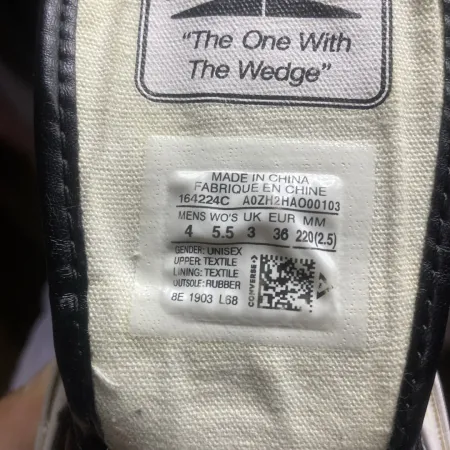 "The One With
The Wedge"
MADE IN CHINA
FABRIQUE EN CHINE
164224C A0ZH2HAO00103
MENS WO'S UK EUR MM
4 5.5 3 36 220(2.5)
GENDER: UNISEX
UPPER: TEXTILE
LINING: TEXTILE
OUTSOLE: RUBBER
8E 1903 L68
CONVERSE